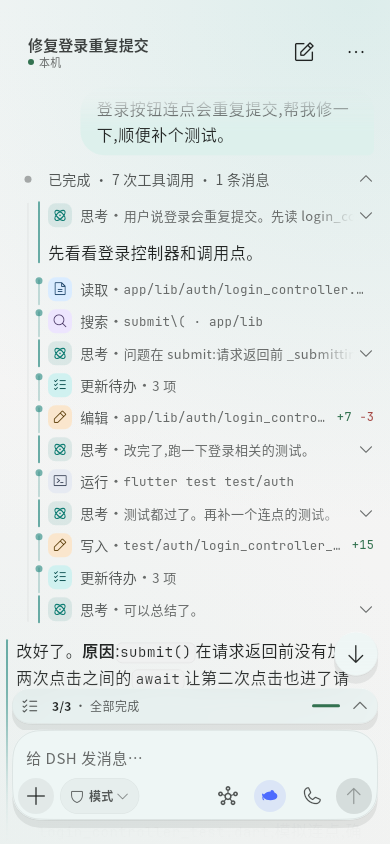 修复登录重复提交
本机
登录按钮连点会重复提交,帮我修一
下,顺便补个测试。
已完成 · 7 次工具调用 · 1 条消息
思考 · 用户说登录会重复提交。先读 login_c
先看看登录控制器和调用点。
读取 · app/lib/auth/login_controller.…
搜索 · submit\( · app/lib
思考 · 问题在 submit:请求返回前 _submitti
更新待办 · 3 项
编辑 · app/lib/auth/login_contro… +7 -3
思考 · 改完了,跑一下登录相关的测试。
运行 · flutter test test/auth
思考 · 测试都过了。再补一个连点的测试。
写入 · test/auth/login_controller_… +15
更新待办 · 3 项
思考 · 可以总结了。
改好了。原因:submit() 在请求返回前没有
两次点击之间的 await 让第二次点击也进了请
3/3 · 全部完成
给 DSH 发消息…
模式